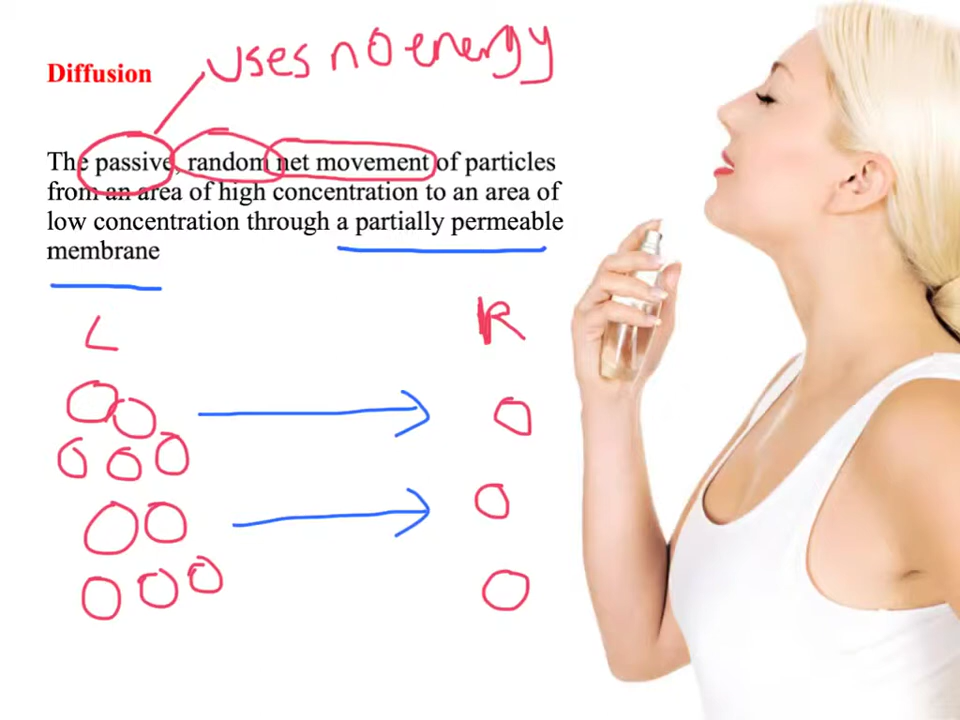 uses no energy
Diffusion
The passive, random net movement of particles
from an area of high concentration to an area of
low concentration through a partially permeable
membrane
L R